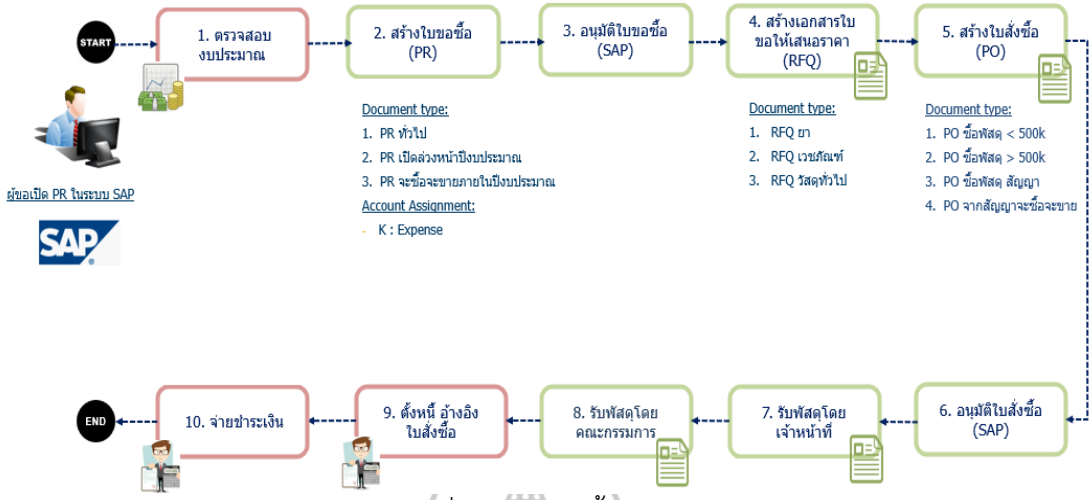 START
1. ตรวจสอบ
งบประมาณ
2. สร้างใบขอซื้อ
(PR)
3. อนุมัติใบขอซื้อ
(SAP)
4. สร้างเอกสารใบ
ขอให้เสนอราคา
(RFQ)
5. สร้างใบสั่งซื้อ
(PO)
ผู้ขอเปิด PR ในระบบ SAP
SAP
Document type:
1. PR ทั่วไป
2. PR เปิดล่วงหน้าปีงบประมาณ
3. PR จะซื้อจะขายภายในปีงบประมาณ
Account Assignment:
- K : Expense
Document type:
1. RFQ ยา
2. RFQ เวชภัณฑ์
3. RFQ วัสดุทั่วไป
Document type:
1. PO ซื้อพัสดุ < 500k
2. PO ซื้อพัสดุ > 500k
3. PO ซื้อพัสดุ สัญญา
4. PO จากสัญญาจะซื้อจะขาย
6. อนุมัติใบสั่งซื้อ
(SAP)
7. รับพัสดุโดย
เจ้าหน้าที่
8. รับพัสดุโดย
คณะกรรมการ
9. ตั้งหนี้ อ้างอิง
ใบสั่งซื้อ
10. จ่ายชำระเงิน
END